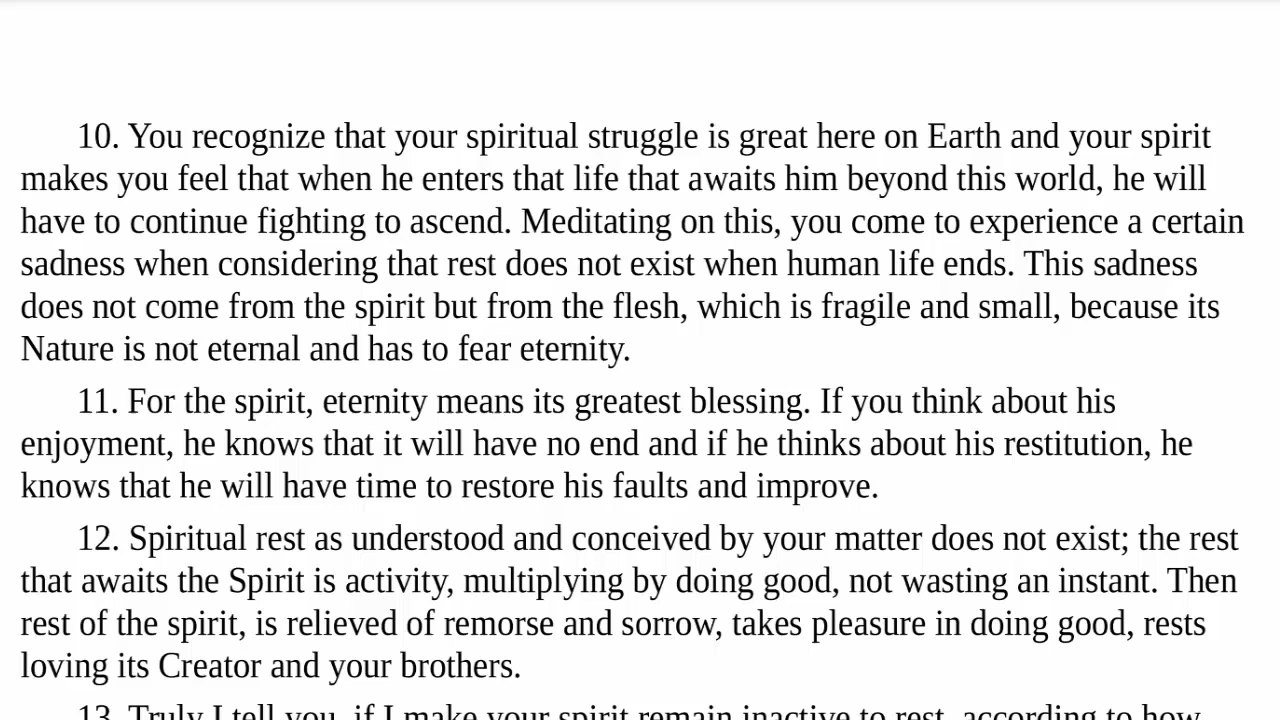 10. You recognize that your spiritual struggle is great here on Earth and your spirit
makes you feel that when he enters that life that awaits him beyond this world, he will
have to continue fighting to ascend. Meditating on this, you come to experience a certain
sadness when considering that rest does not exist when human life ends. This sadness
does not come from the spirit but from the flesh, which is fragile and small, because its
Nature is not eternal and has to fear eternity.
11. For the spirit, eternity means its greatest blessing. If you think about his
enjoyment, he knows that it will have no end and if he thinks about his restitution, he
knows that he will have time to restore his faults and improve.
12. Spiritual rest as understood and conceived by your matter does not exist; the rest
that awaits the Spirit is activity, multiplying by doing good, not wasting an instant. Then
rest of the spirit, is relieved of remorse and sorrow, takes pleasure in doing good, rests
loving its Creator and your brothers.
13. Truly I tell you, if I make your spirit remain inactive to rest, according to how